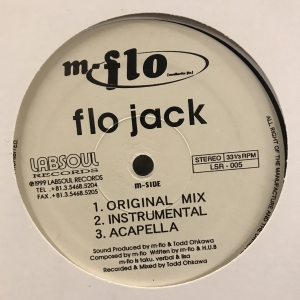 m-flo
flo jack
LABSOUL
RECORDS
℗1999 LABSOUL RECORDS
TEL . +81.3.5468.5204
FAX . +81.3.5468.5205
STEREO 33⅓RPM
LSR - 005
m-SIDE
1. ORIGINAL MIX
2. INSTRUMENTAL
3. ACAPELLA
Sound Produced by m-flo & Todd Ohkawa
Composed by m-flo Written by m-flo & H.U.B
m-flo is taku. verbal & lisa
Recorded & Mixed by Todd Ohkawa
ALL RIGHT OF THE MANUFACTURER AND